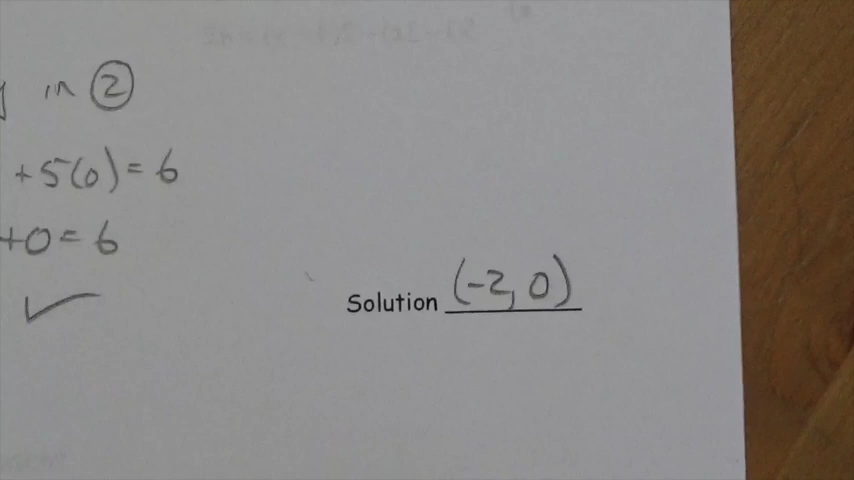 in ②
+5(0)=6
+0=6
Solution (-2,0)